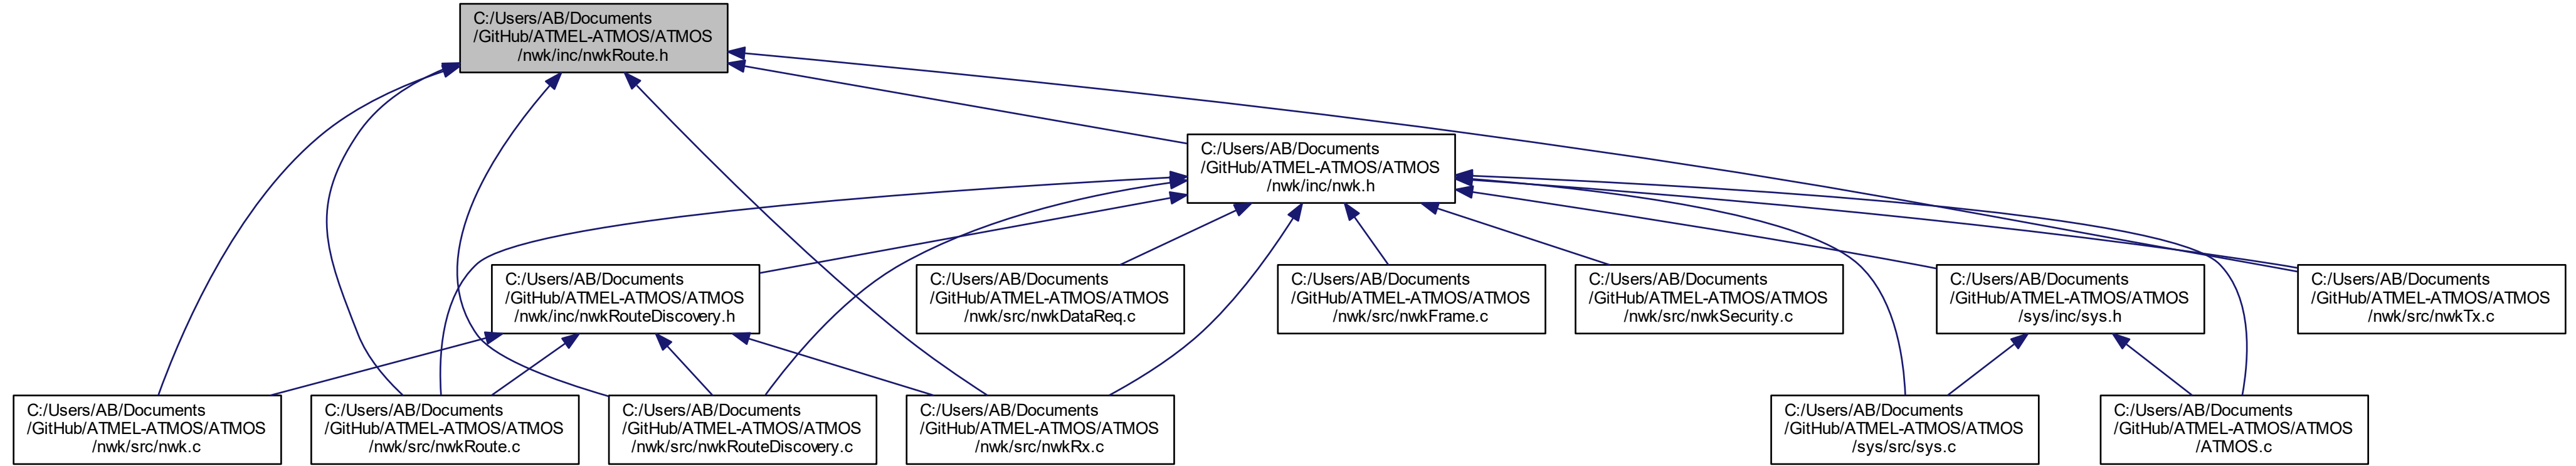 C:/Users/AB/Documents
/GitHub/ATMEL-ATMOS/ATMOS
/nwk/inc/nwkRoute.h
C:/Users/AB/Documents
/GitHub/ATMEL-ATMOS/ATMOS
/nwk/inc/nwk.h
C:/Users/AB/Documents
/GitHub/ATMEL-ATMOS/ATMOS
/nwk/inc/nwkRouteDiscovery.h
C:/Users/AB/Documents
/GitHub/ATMEL-ATMOS/ATMOS
/nwk/src/nwkDataReq.c
C:/Users/AB/Documents
/GitHub/ATMEL-ATMOS/ATMOS
/nwk/src/nwkFrame.c
C:/Users/AB/Documents
/GitHub/ATMEL-ATMOS/ATMOS
/nwk/src/nwkSecurity.c
C:/Users/AB/Documents
/GitHub/ATMEL-ATMOS/ATMOS
/sys/inc/sys.h
C:/Users/AB/Documents
/GitHub/ATMEL-ATMOS/ATMOS
/nwk/src/nwkTx.c
C:/Users/AB/Documents
/GitHub/ATMEL-ATMOS/ATMOS
/nwk/src/nwk.c
C:/Users/AB/Documents
/GitHub/ATMEL-ATMOS/ATMOS
/nwk/src/nwkRoute.c
C:/Users/AB/Documents
/GitHub/ATMEL-ATMOS/ATMOS
/nwk/src/nwkRouteDiscovery.c
C:/Users/AB/Documents
/GitHub/ATMEL-ATMOS/ATMOS
/nwk/src/nwkRx.c
C:/Users/AB/Documents
/GitHub/ATMEL-ATMOS/ATMOS
/sys/src/sys.c
C:/Users/AB/Documents
/GitHub/ATMEL-ATMOS/ATMOS
/ATMOS.c